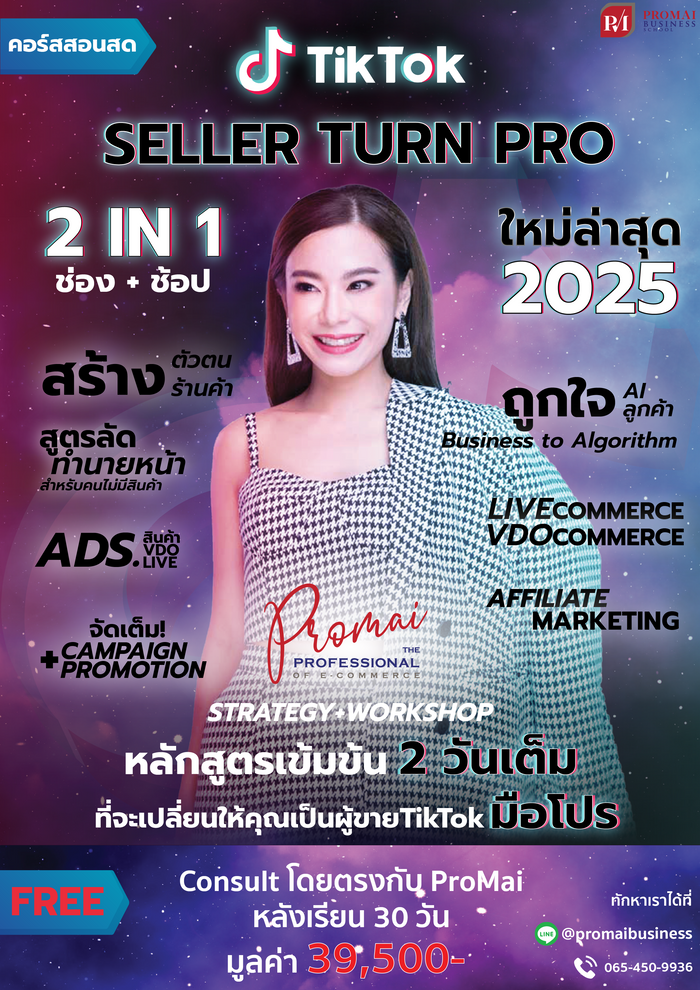 คอร์สสอนสด
PROMAI
BUSINESS
SCHOOL
TikTok
SELLER TURN PRO
2 IN 1
ช่อง + ช้อป
ใหม่ล่าสุด
2025
สร้าง ตัวตน
ร้านค้า
สูตรลัด
ทำนายหน้า
สำหรับคนไม่มีสินค้า
ADS. สินค้า
VDO
LIVE
จัดเต็ม!
+CAMPAIGN
PROMOTION
ถูกใจ AI
ลูกค้า
Business to Algorithm
LIVECOMMERCE
VDOCOMMERCE
AFFILIATE
MARKETING
Promai
THE
PROFESSIONAL
OF E-COMMERCE
STRATEGY+WORKSHOP
หลักสูตรเข้มข้น 2 วันเต็ม
ที่จะเปลี่ยนให้คุณเป็นผู้ขายTikTok มือโปร
FREE
Consult โดยตรงกับ ProMai
หลังเรียน 30 วัน
มูลค่า 39,500-
ทักหาเราได้ที่
LINE @promaibusiness
065-450-9936